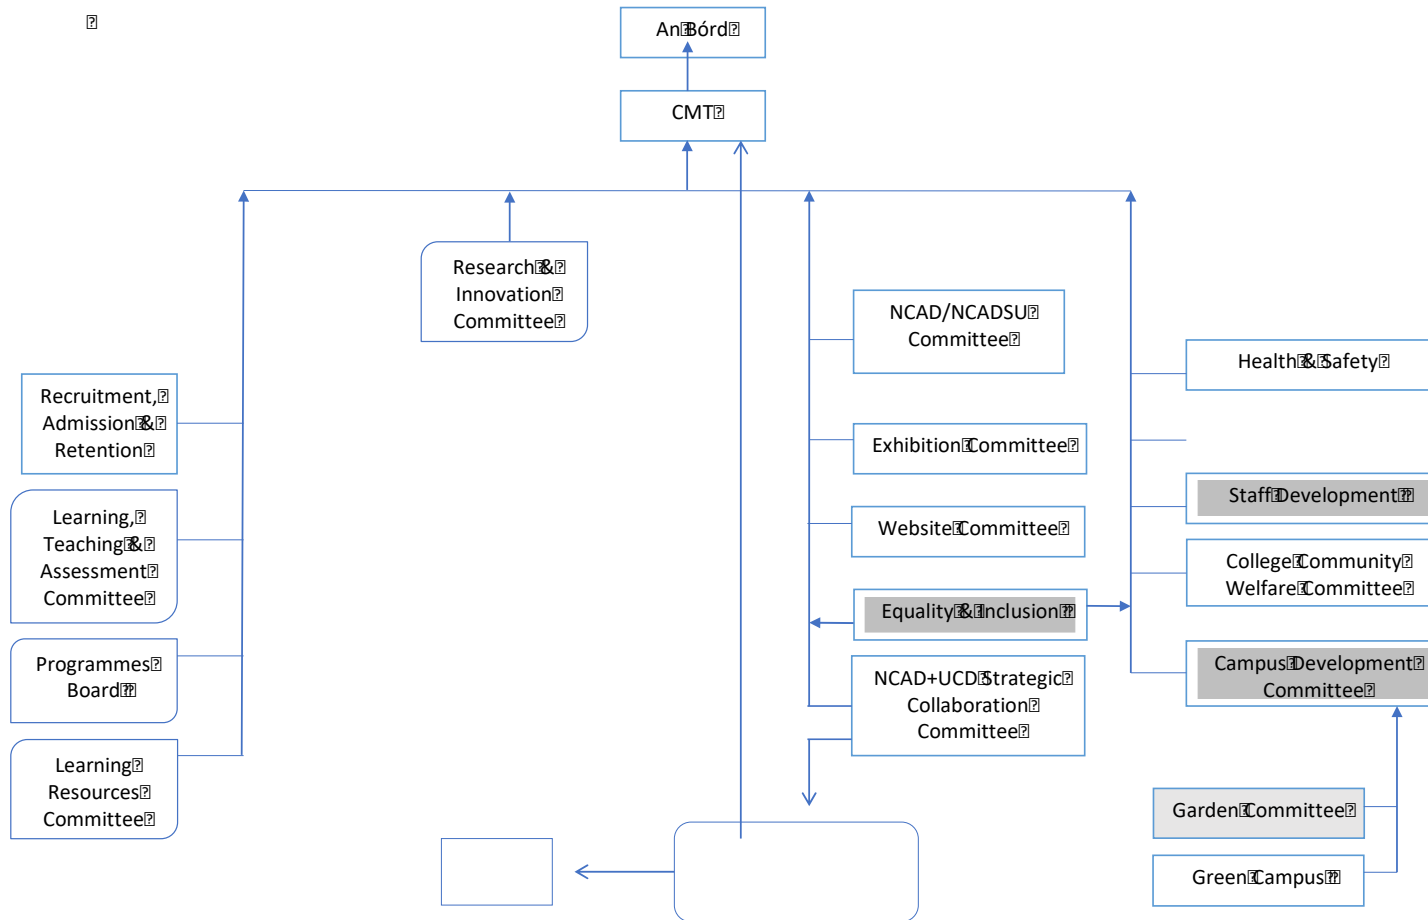 An Bórd
CMT
Research &
Innovation
Committee
NCAD/NCADSU
Committee
Health & Safety
Recruitment,
Admission &
Retention
Exhibition Committee
Staff Development
Learning,
Teaching &
Assessment
Committee
Website Committee
College Community
Welfare Committee
Equality & Inclusion
Programmes
Board
NCAD+UCD Strategic
Collaboration
Committee
Campus Development
Committee
Learning
Resources
Committee
Garden Committee
Green Campus